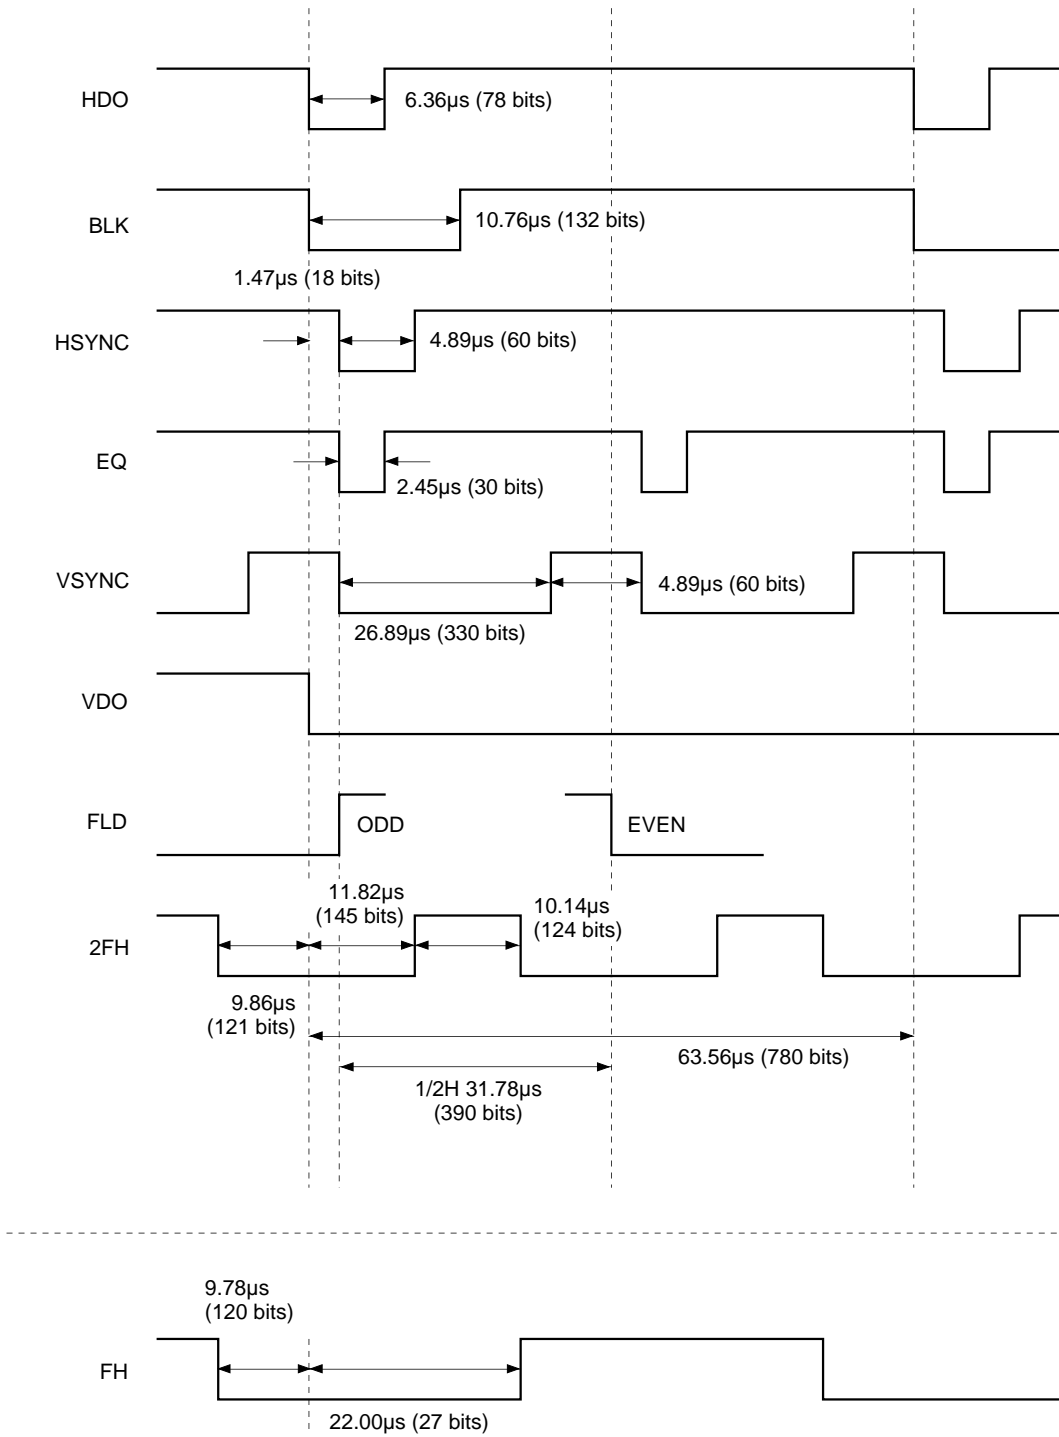 HDO
6.36µs (78 bits)
BLK
10.76µs (132 bits)
1.47µs (18 bits)
HSYNC
4.89µs (60 bits)
EQ
2.45µs (30 bits)
VSYNC
4.89µs (60 bits)
26.89µs (330 bits)
VDO
FLD
ODD
EVEN
11.82µs
(145 bits)
10.14µs
(124 bits)
2FH
9.86µs
(121 bits)
63.56µs (780 bits)
1/2H 31.78µs
(390 bits)
9.78µs
(120 bits)
FH
22.00µs (27 bits)